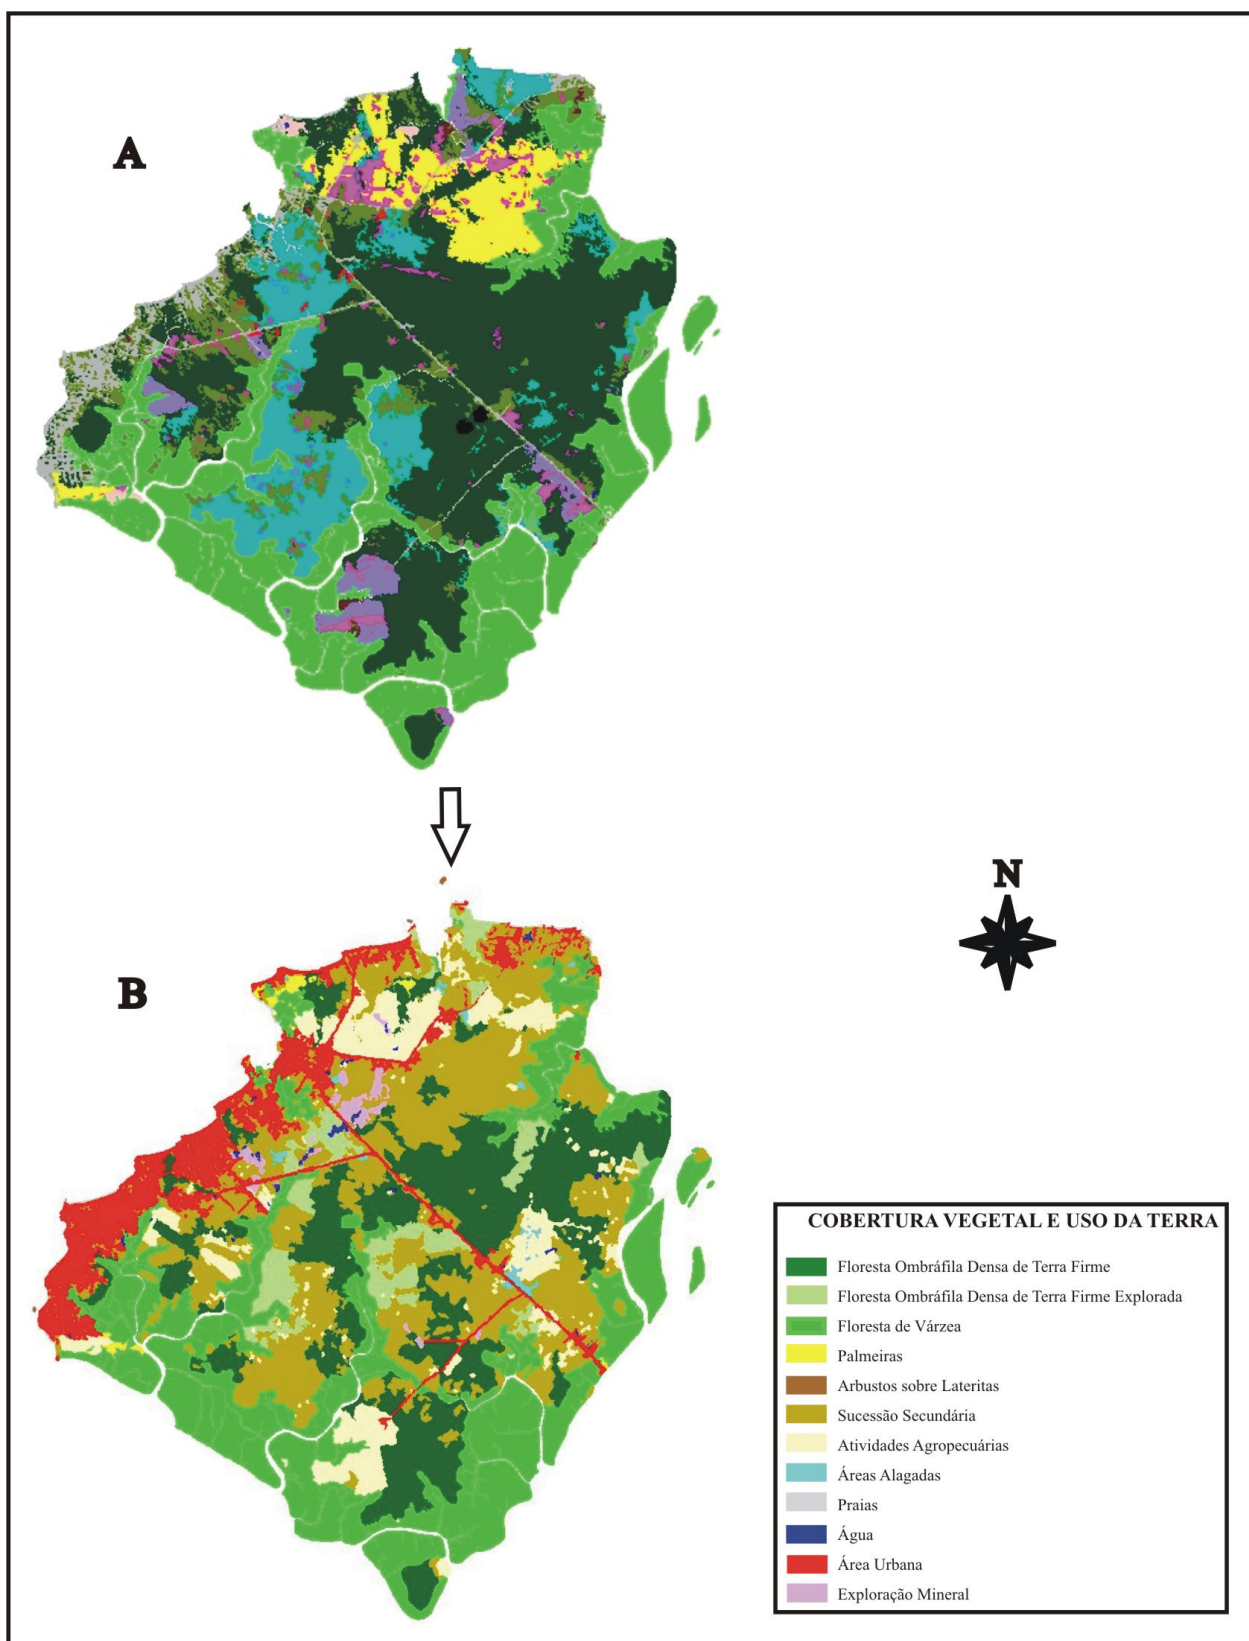 A
N
B
COBERTURA VEGETAL E USO DA TERRA
Floresta Ombráfila Densa de Terra Firme
Floresta Ombráfila Densa de Terra Firme Explorada
Floresta de Várzea
Palmeiras
Arbustos sobre Lateritas
Sucessão Secundária
Atividades Agropecuárias
Áreas Alagadas
Praias
Água
Área Urbana
Exploração Mineral